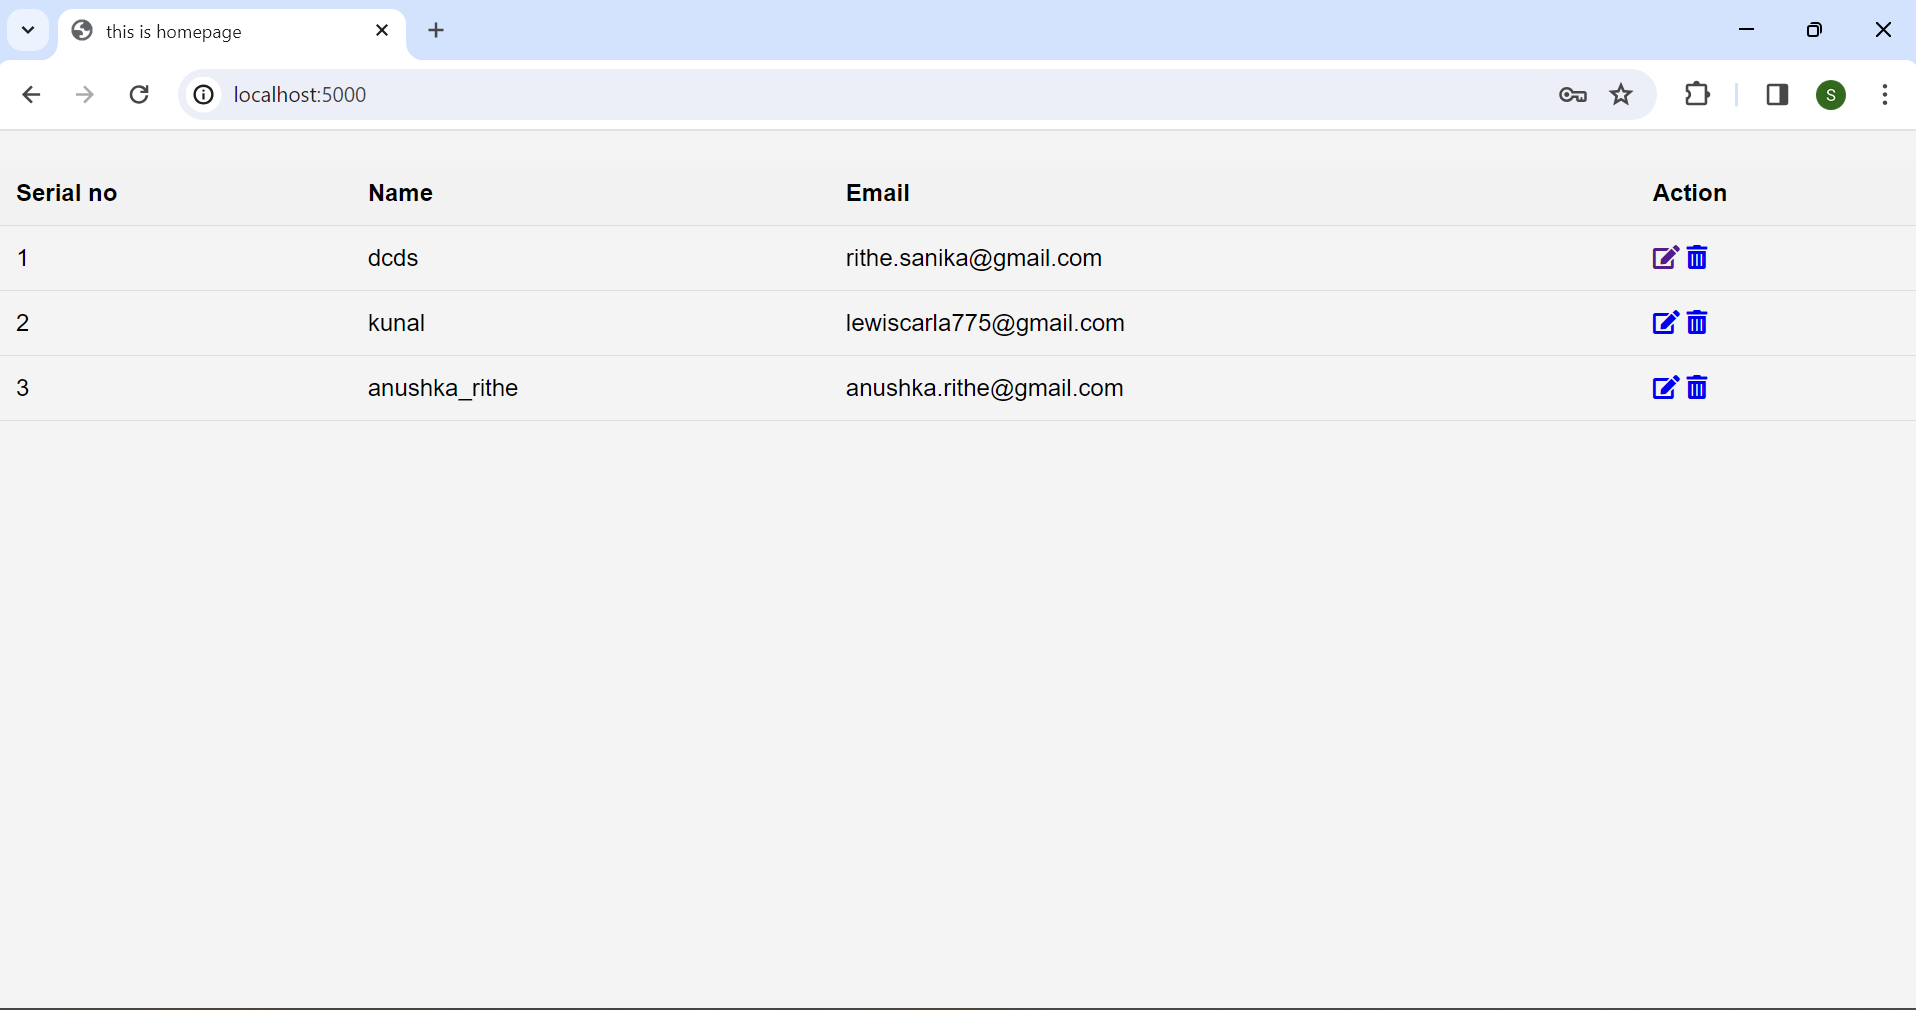 this is homepage
localhost:5000
S
Serial no Name Email Action
1 dcds rithe.sanika@gmail.com
2 kunal lewiscarla775@gmail.com
3 anushka_rithe anushka.rithe@gmail.com